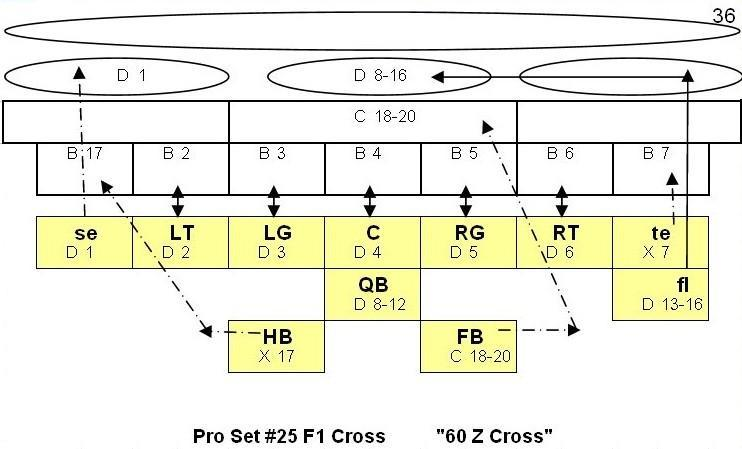 36
D 1 D 8-16
C 18-20
B 17 B 2 B 3 B 4 B 5 B 6 B 7
se LT LG C RG RT te
D 1 D 2 D 3 D 4 D 5 D 6 X 7
QB fl
D 8-12 D 13-16
HB FB
X 17 C 18-20
Pro Set #25 F1 Cross "60 Z Cross"